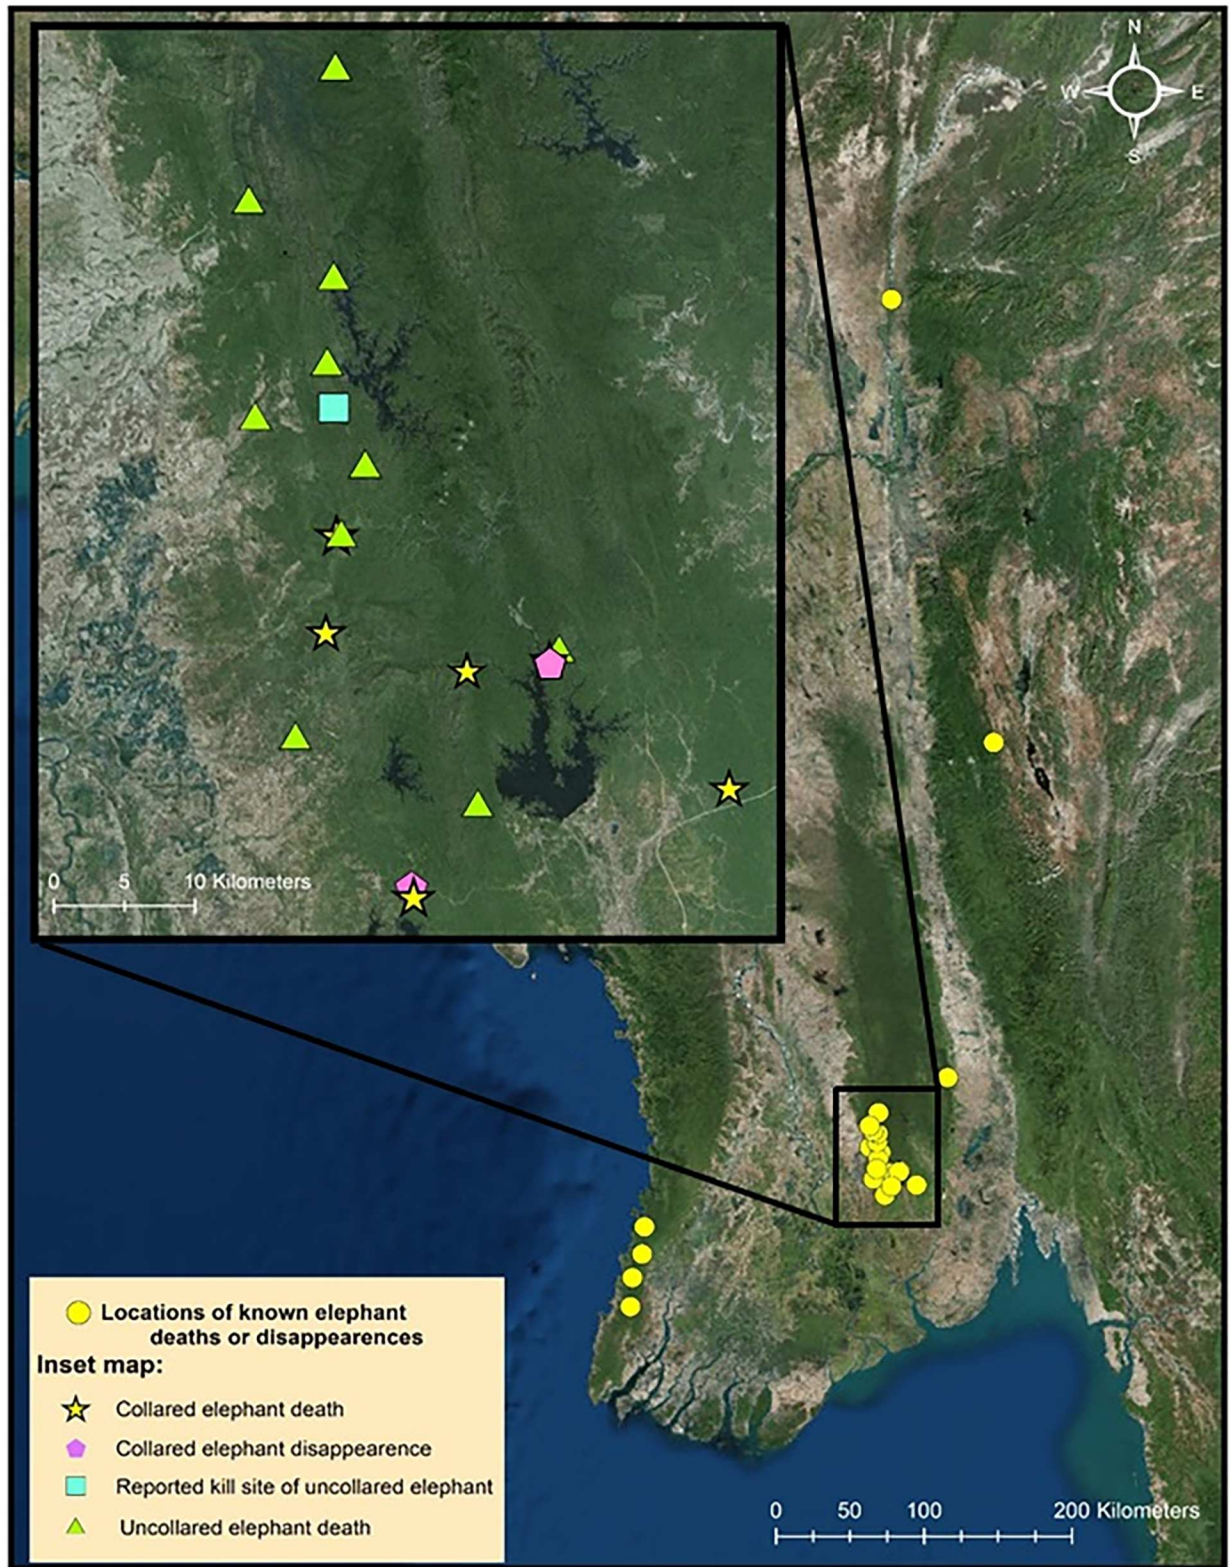 N
W E
S
0 5 10 Kilometers
Locations of known elephant
deaths or disappearences
Inset map:
Collared elephant death
Collared elephant disappearence
Reported kill site of uncollared elephant
Uncollared elephant death
0 50 100 200 Kilometers